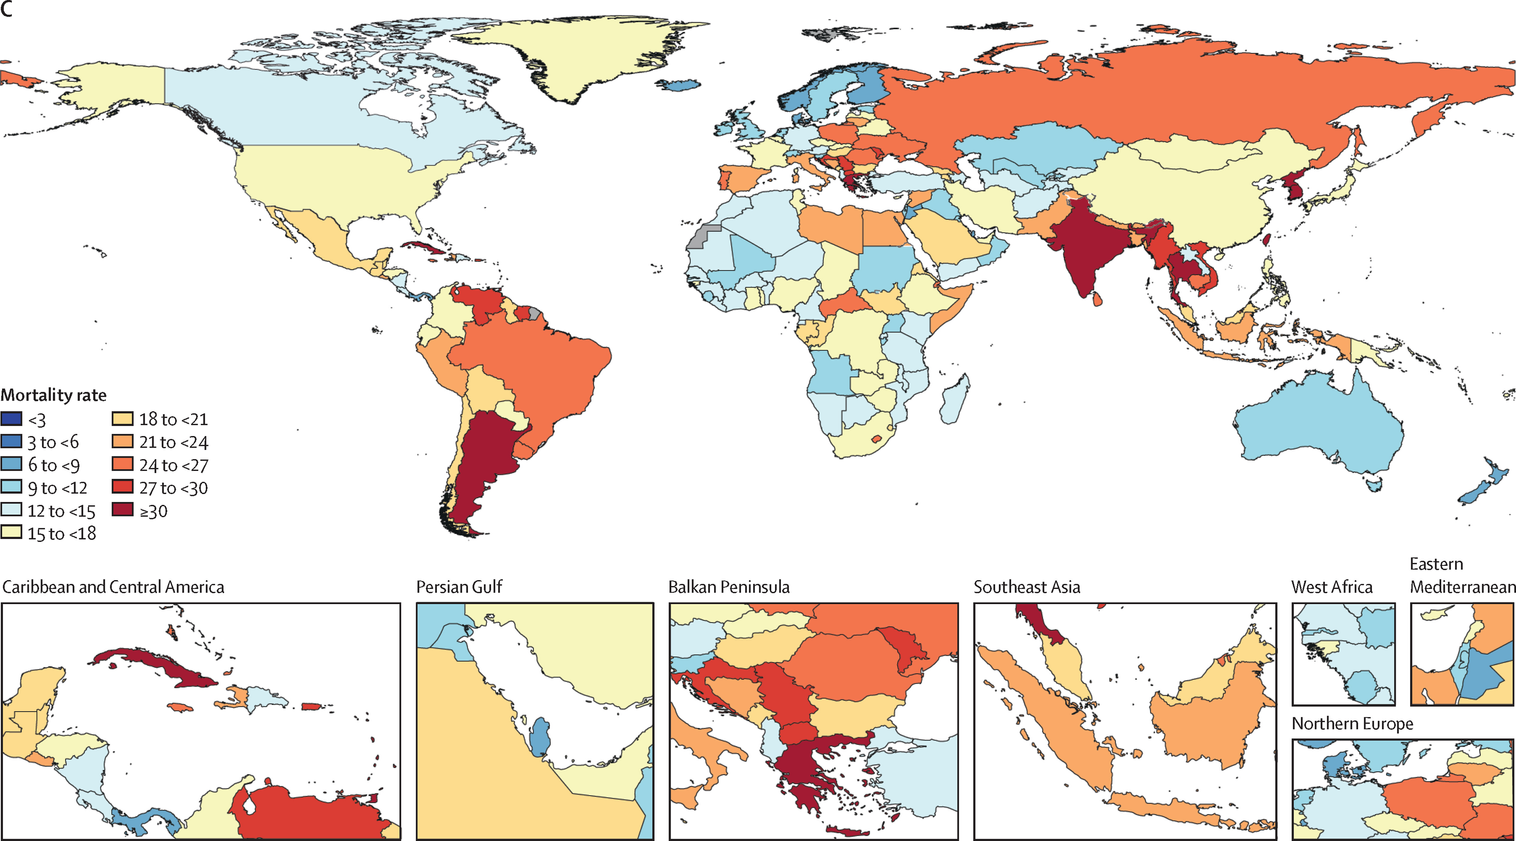 C
Mortality rate
<3
3 to <6
6 to <9
9 to <12
12 to <15
15 to <18
18 to <21
21 to <24
24 to <27
27 to <30
≥30
Caribbean and Central America
Persian Gulf
Balkan Peninsula
Southeast Asia
West Africa
Eastern
Mediterranean
Northern Europe